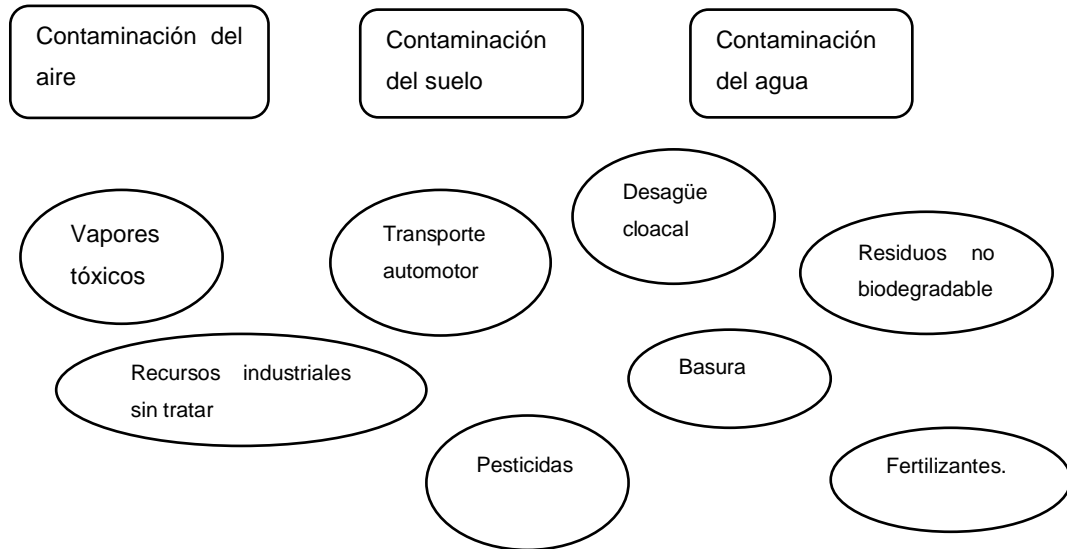 Contaminación del
aire
Contaminación
del suelo
Contaminación
del agua
Desagüe
cloacal
Vapores
tóxicos
Transporte
automotor
Residuos no
biodegradable
Recursos industriales
sin tratar
Basura
Pesticidas
Fertilizantes.